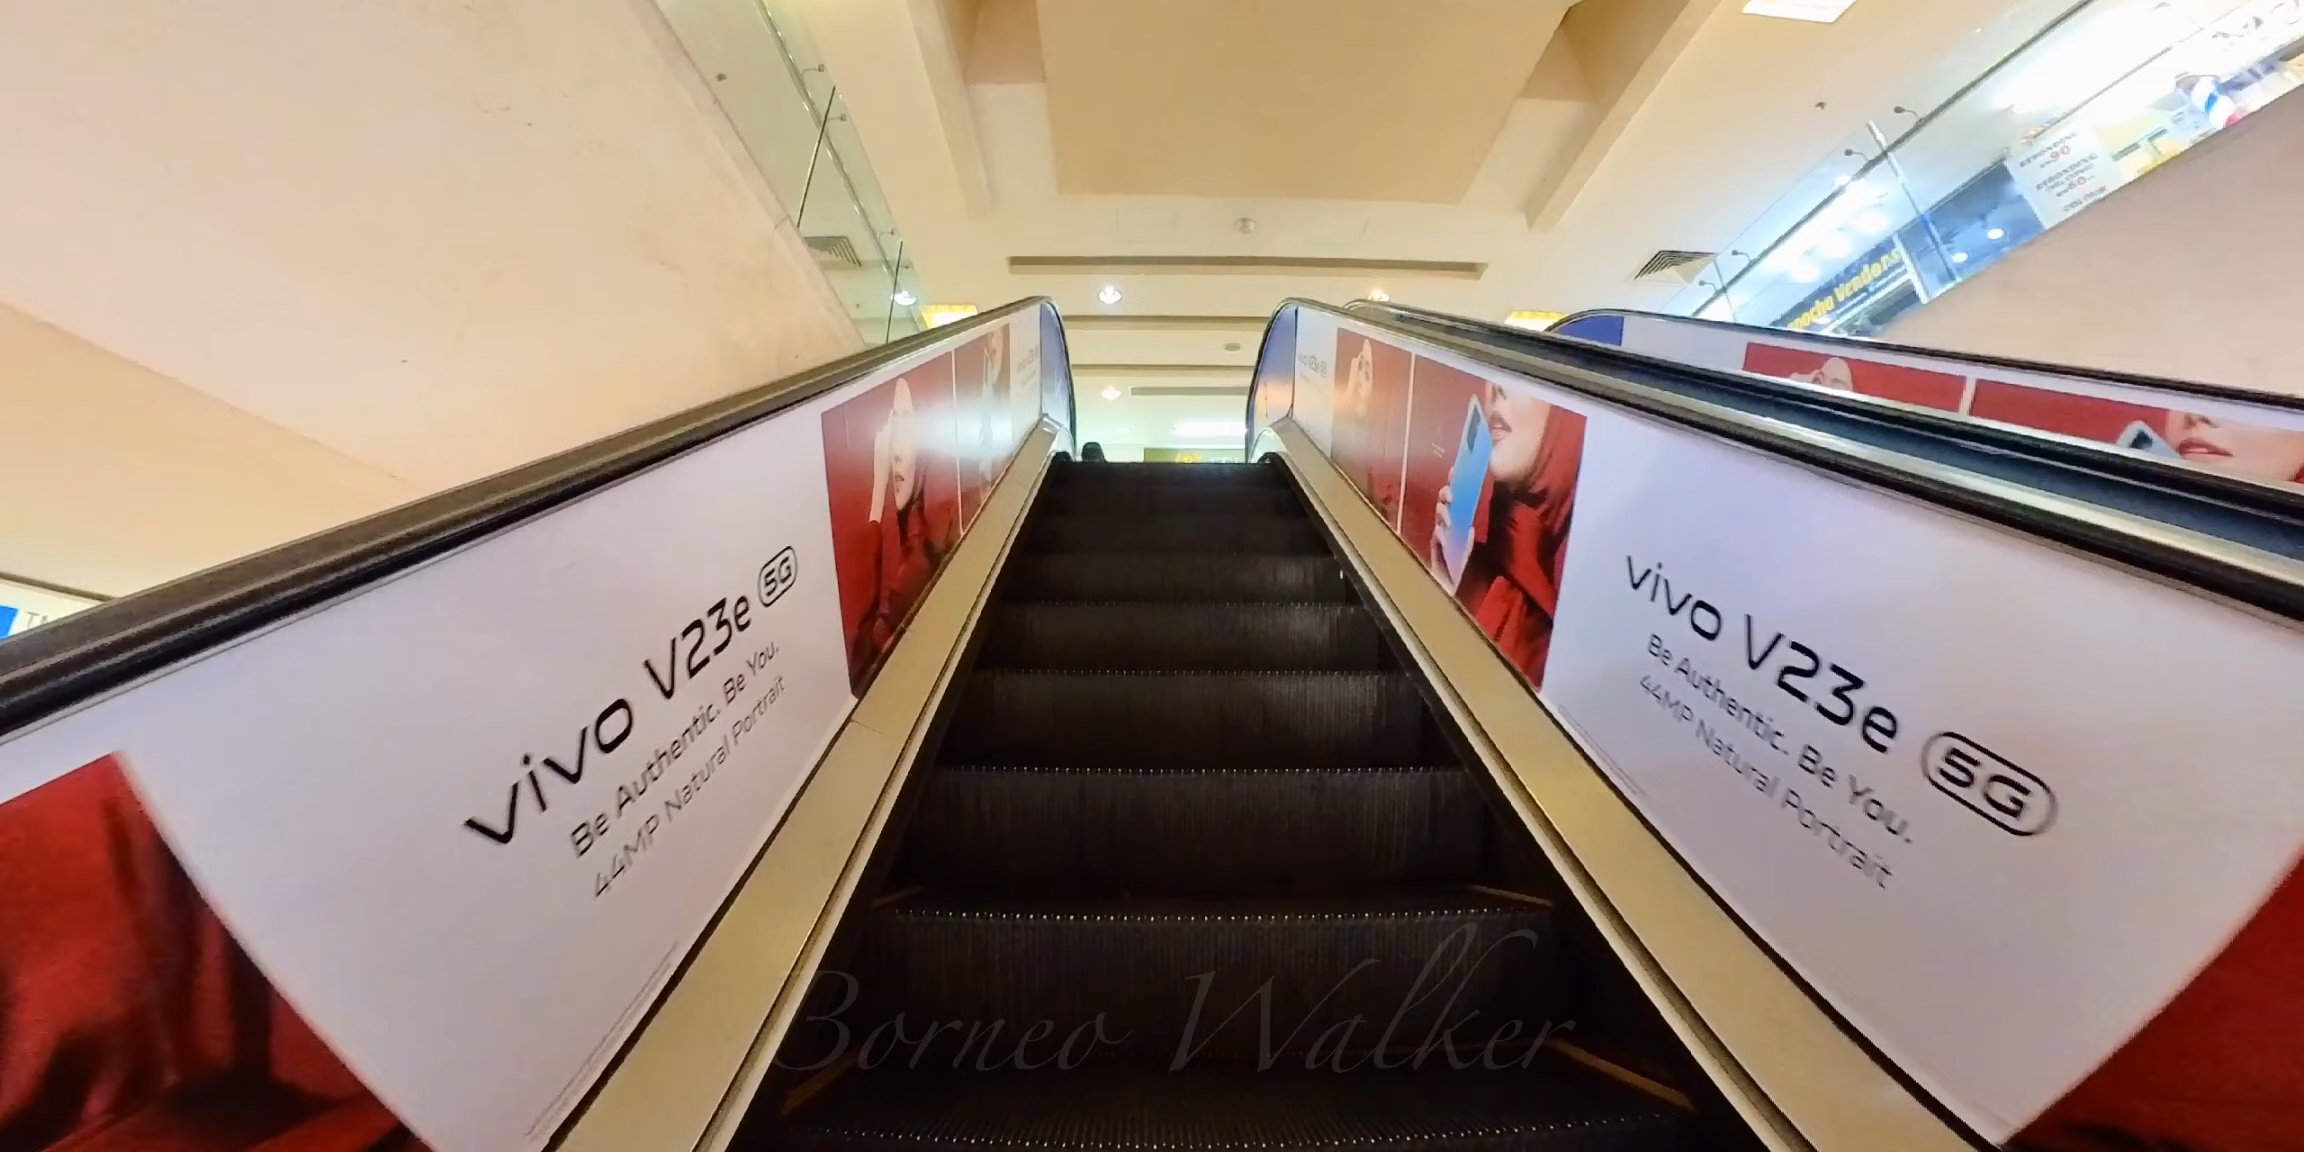 vivo V23e 5G
Be Authentic. Be You.
44MP Natural Portrait
vivo V23e 5G
Be Authentic. Be You.
44MP Natural Portrait
Borneo Walker